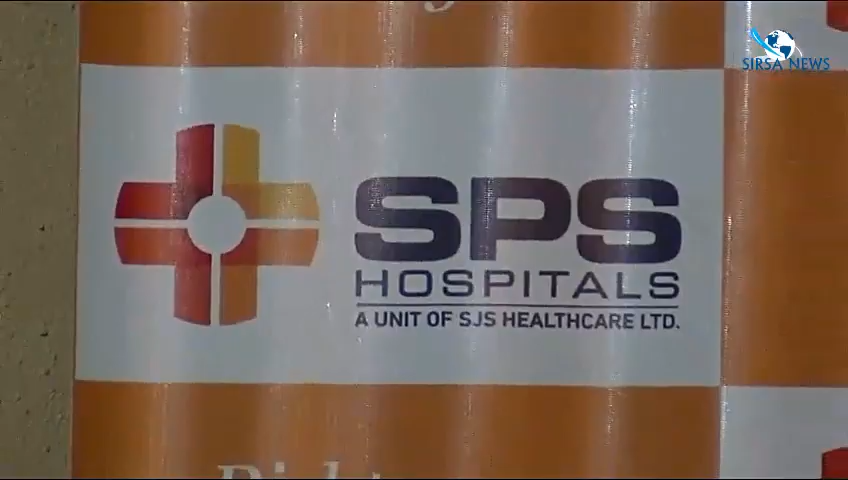 SIRSA NEWS
SPS
HOSPITALS
A UNIT OF SJS HEALTHCARE LTD.